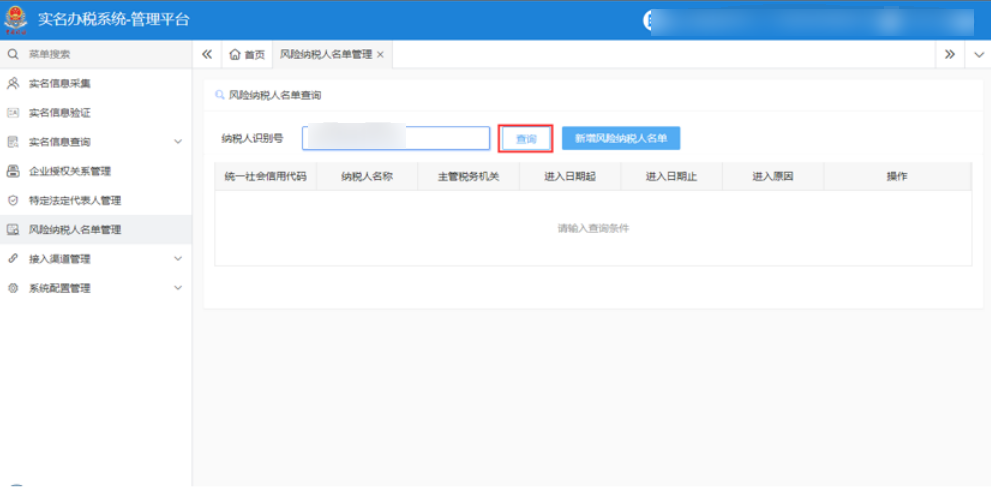 实名办税系统-管理平台
菜单搜索
首页 风险纳税人名单管理 ×
实名信息采集
实名信息验证
实名信息查询
企业授权关系管理
特定法定代表人管理
风险纳税人名单管理
接入渠道管理
系统配置管理
风险纳税人名单查询
纳税人识别号 查询 新增风险纳税人名单
统一社会信用代码 纳税人名称 主管税务机关 进入日期起 进入日期止 进入原因 操作
请输入查询条件